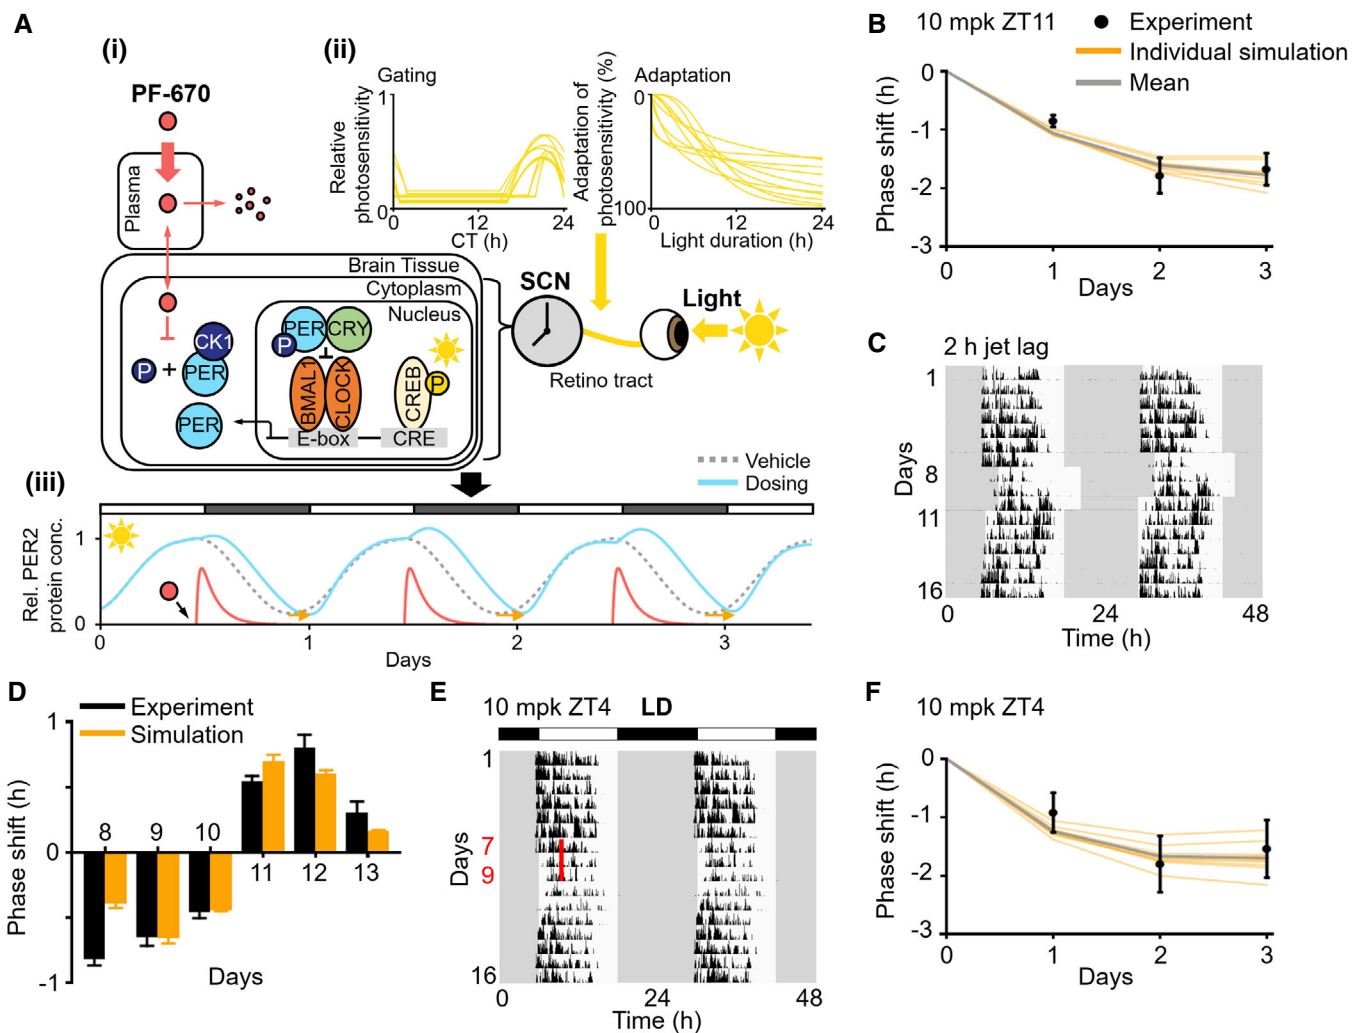 A
(i)
PF-670
Plasma
(ii)
Gating
Relative
photosensitivity
1
0
0
12
24
CT (h)
Adaptation of
photosensitivity (%)
Adaptation
0
100
0
12
24
Light duration (h)
Brain Tissue
Cytoplasm
Nucleus
CK1
P
+
PER
PER
PER
CRY
P
BMAL1
CLOCK
CREB
P
E-box
CRE
SCN
Light
Retino tract
(iii)
Vehicle
Dosing
Rel. PER2
protein conc.
1
0
0
1
2
3
Days
B
10 mpk ZT11
Experiment
Individual simulation
Mean
Phase shift (h)
0
-1
-2
-3
0
1
2
3
Days
C
2 h jet lag
Days
1
8
11
16
0
24
48
Time (h)
D
Experiment
Simulation
Phase shift (h)
1
0
-1
8
9
10
11
12
13
Days
E
10 mpk ZT4
LD
Days
1
7
9
16
0
24
48
Time (h)
F
10 mpk ZT4
Phase shift (h)
0
-1
-2
-3
0
1
2
3
Days